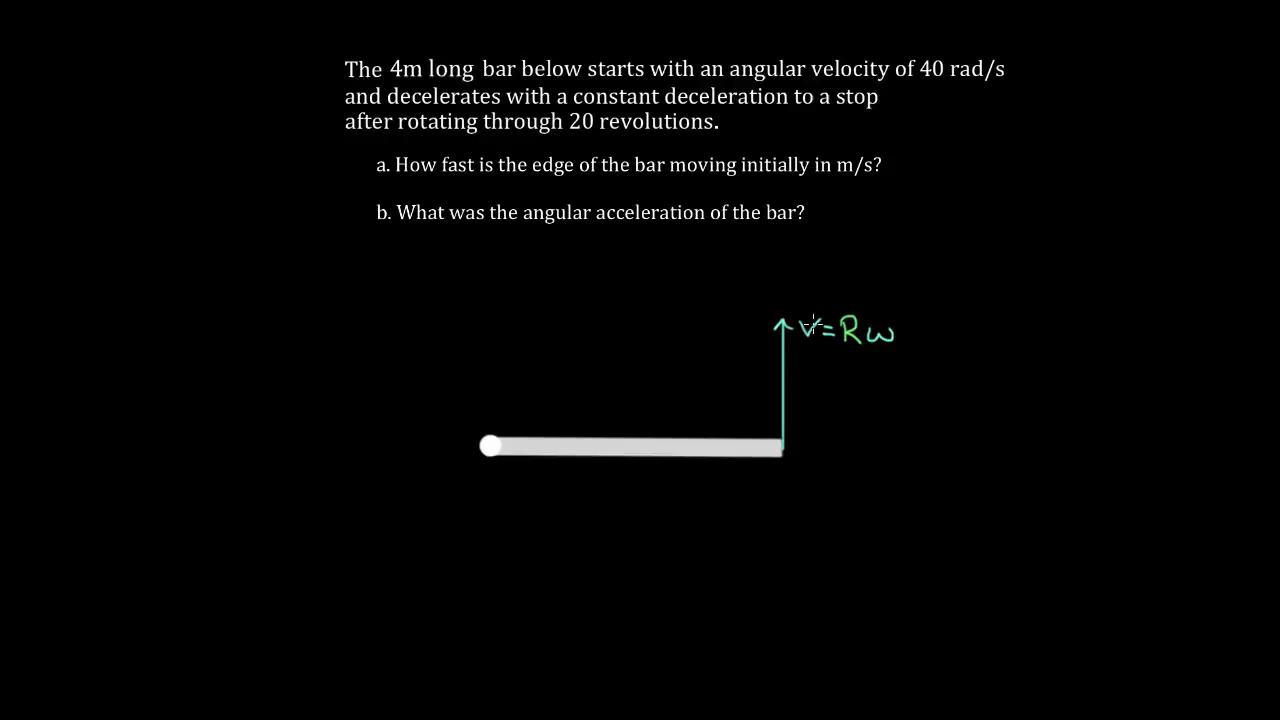 The 4m long bar below starts with an angular velocity of 40 rad/s
and decelerates with a constant deceleration to a stop
after rotating through 20 revolutions.
a. How fast is the edge of the bar moving initially in m/s?
b. What was the angular acceleration of the bar?
v=Rω